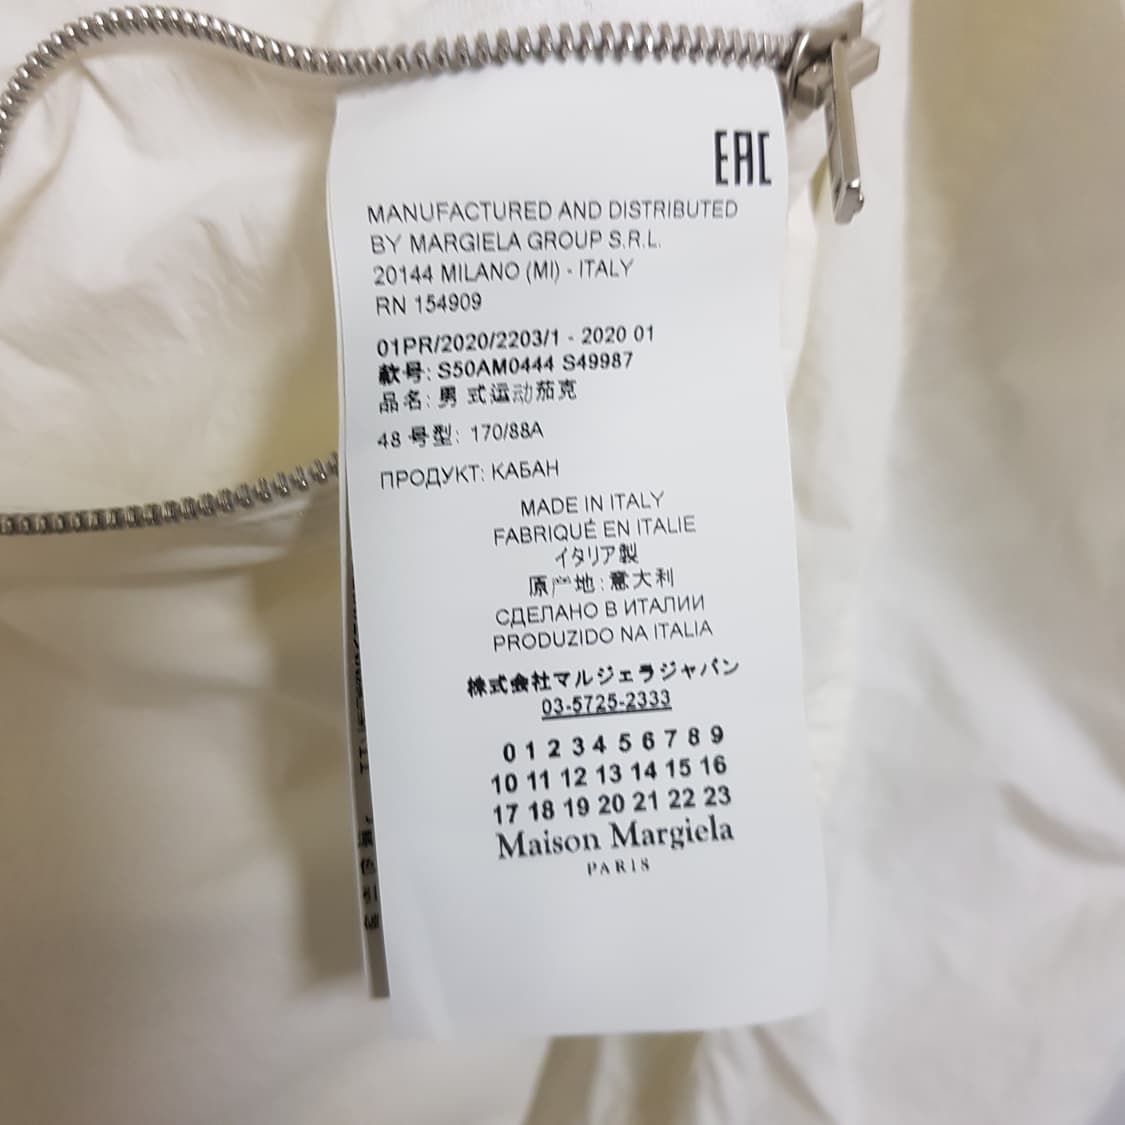 EAC
MANUFACTURED AND DISTRIBUTED
BY MARGIELA GROUP S.R.L.
20144 MILANO (MI) - ITALY
RN 154909
01PR/2020/2203/1 - 2020 01
款号: S50AM0444 S49987
品名: 男 式运动茄克
48 号型: 170/88A
ПРОДУКТ: КАБАН
MADE IN ITALY
FABRIQUÉ EN ITALIE
イタリア製
原产地: 意大利
СДЕЛАНО В ИТАЛИИ
PRODUZIDO NA ITALIA
株式会社マルジェラジャパン
03-5725-2333
0 1 2 3 4 5 6 7 8 9
10 11 12 13 14 15 16
17 18 19 20 21 22 23
Maison Margiela
PARIS